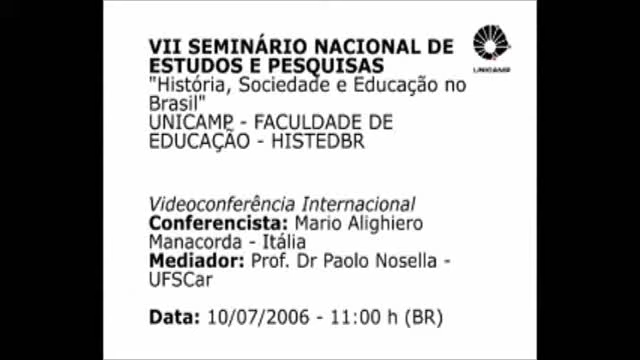 VII SEMINÁRIO NACIONAL DE
ESTUDOS E PESQUISAS
"História, Sociedade e Educação no
Brasil"
UNICAMP - FACULDADE DE
EDUCAÇÃO - HISTEDBR
UNICAMP
Videoconferência Internacional
Conferencista: Mario Alighiero
Manacorda - Itália
Mediador: Prof. Dr Paolo Nosella -
UFSCar
Data: 10/07/2006 - 11:00 h (BR)